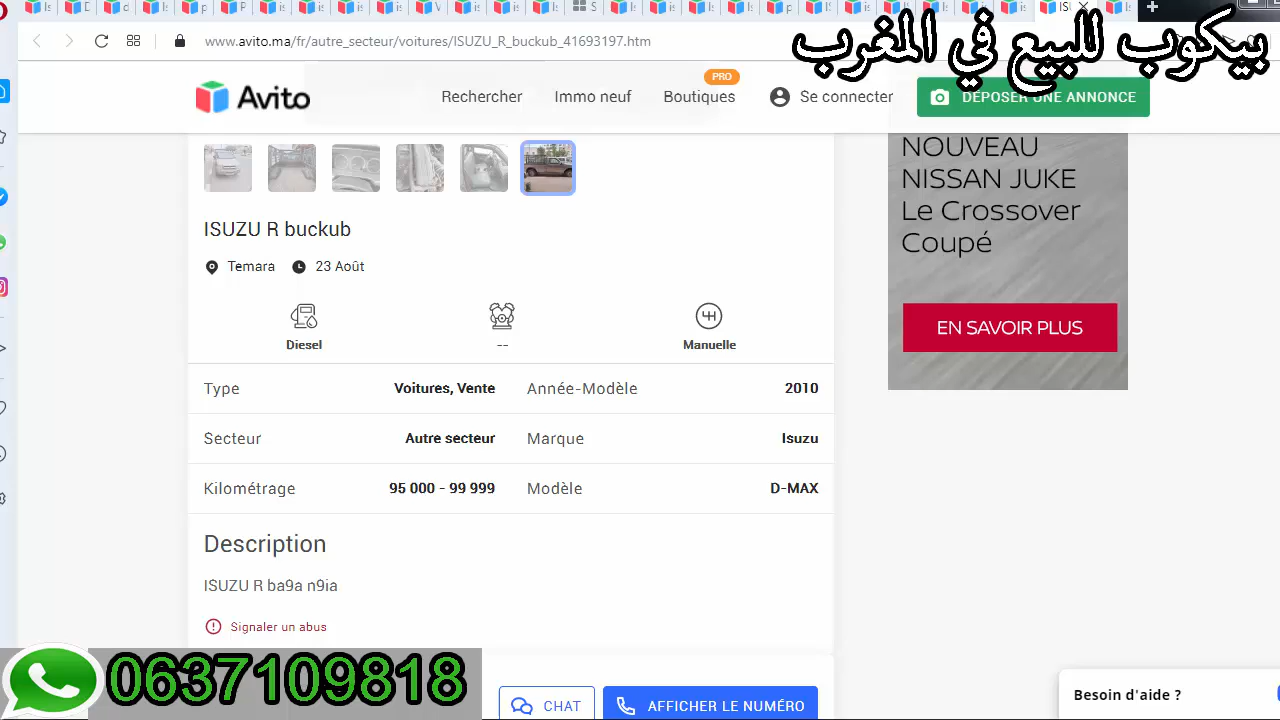 www.avito.ma/fr/autre_secteur/voitures/ISUZU_R_buckub_41693197.htm
بيكوب للبيع في المغرب
Avito
Rechercher
Immo neuf
PRO
Boutiques
Se connecter
DÉPOSER UNE ANNONCE
NOUVEAU
NISSAN JUKE
Le Crossover
Coupé
EN SAVOIR PLUS
ISUZU R buckub
Temara 23 Août
Diesel -- Manuelle
Type Voitures, Vente Année-Modèle 2010
Secteur Autre secteur Marque Isuzu
Kilométrage 95 000 - 99 999 Modèle D-MAX
Description
ISUZU R ba9a n9ia
Signaler un abus
0637109818
CHAT
AFFICHER LE NUMÉRO
Besoin d'aide ?